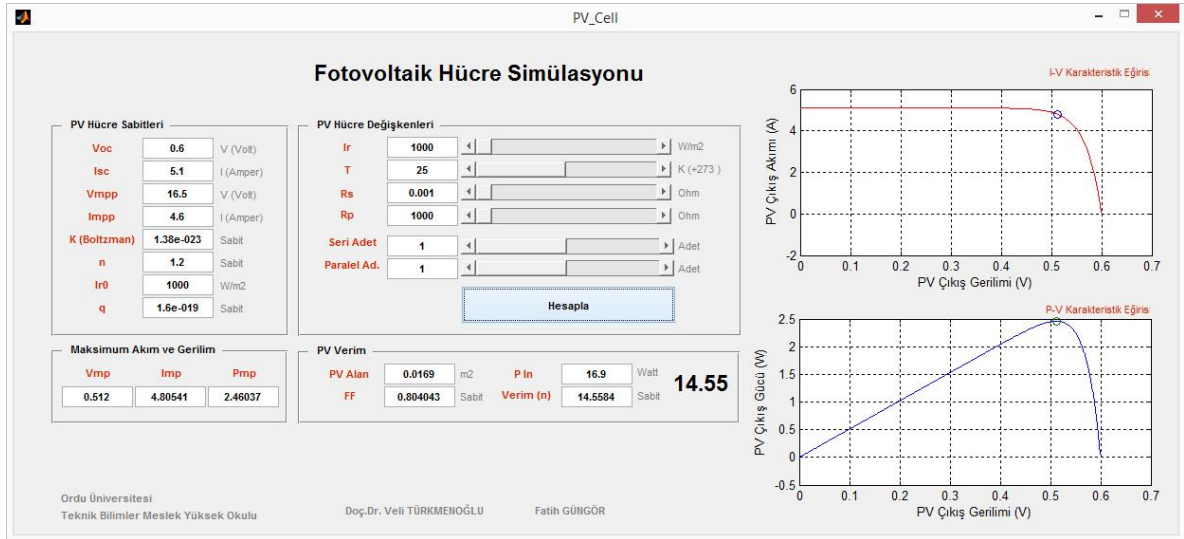 PV_Cell
Fotovoltaik Hücre Simülasyonu
PV Hücre Sabitleri
Voc 0.6 V (Volt)
Isc 5.1 I (Amper)
Vmpp 16.5 V (Volt)
Impp 4.6 I (Amper)
K (Boltzman) 1.38e-023 Sabit
n 1.2 Sabit
Ir0 1000 W/m2
q 1.6e-019 Sabit
PV Hücre Değişkenleri
Ir 1000 W/m2
T 25 K (+273 )
Rs 0.001 Ohm
Rp 1000 Ohm
Seri Adet 1 Adet
Paralel Ad. 1 Adet
Hesapla
Maksimum Akım ve Gerilim
Vmp Imp Pmp
0.512 4.80541 2.46037
PV Verim
PV Alan 0.0169 m2 P In 16.9 Watt
FF 0.804043 Sabit Verim (n) 14.5584 Sabit
14.55
I-V Karakteristik Eğirisi
6
4
2
0
-2
PV Çıkış Akımı (A)
0 0.1 0.2 0.3 0.4 0.5 0.6 0.7
PV Çıkış Gerilimi (V)
P-V Karakteristik Eğirisi
2.5
2
1.5
1
0.5
0
-0.5
PV Çıkış Gücü (W)
0 0.1 0.2 0.3 0.4 0.5 0.6 0.7
PV Çıkış Gerilimi (V)
Ordu Üniversitesi
Teknik Bilimler Meslek Yüksek Okulu
Doç.Dr. Veli TÜRKMENOĞLU Fatih GÜNGÖR